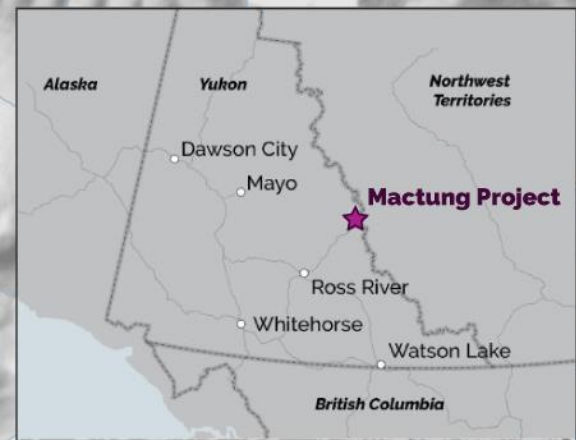 Alaska
Yukon
Northwest
Territories
Dawson City
Mayo
Mactung Project
Ross River
Whitehorse
Watson Lake
British Columbia